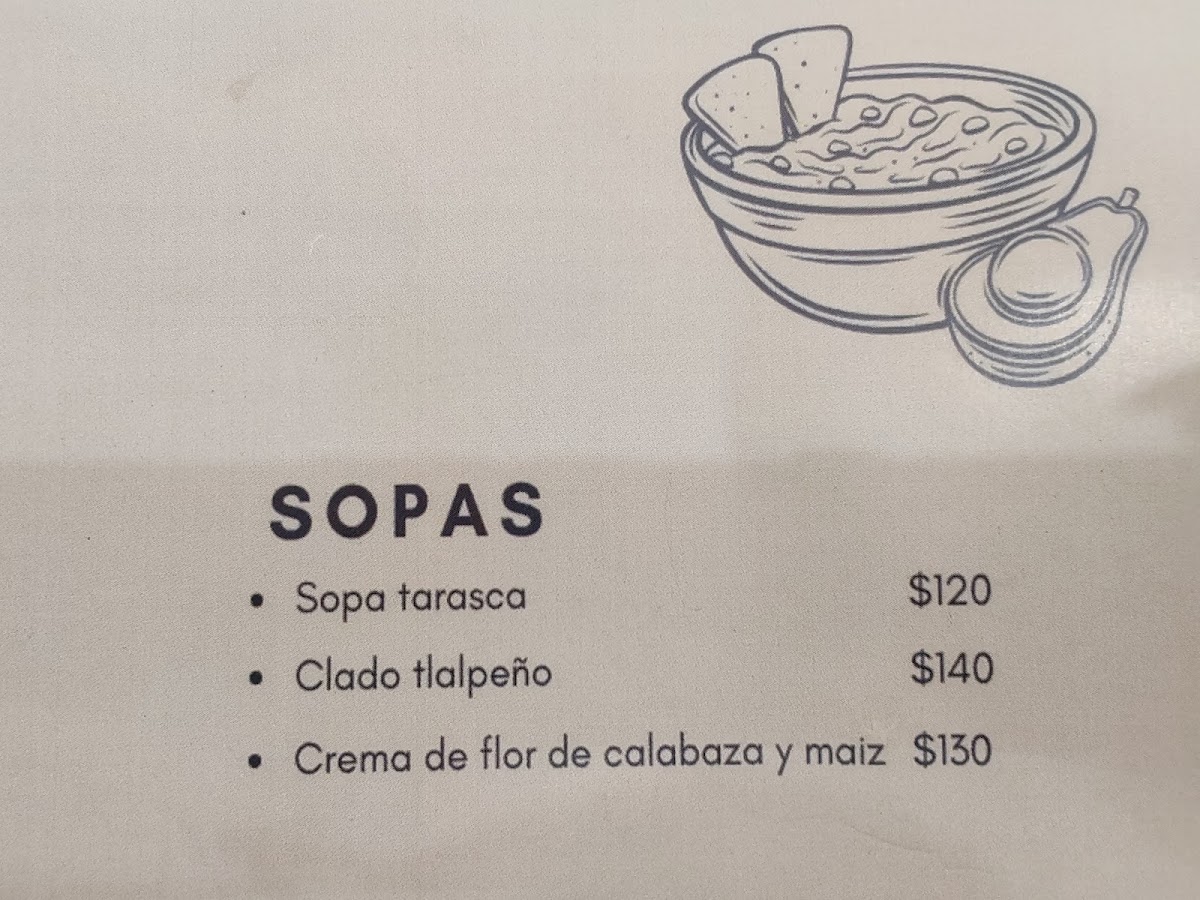 SOPAS
• Sopa tarasca $120
• Clado tlalpeño $140
• Crema de flor de calabaza y maiz $130